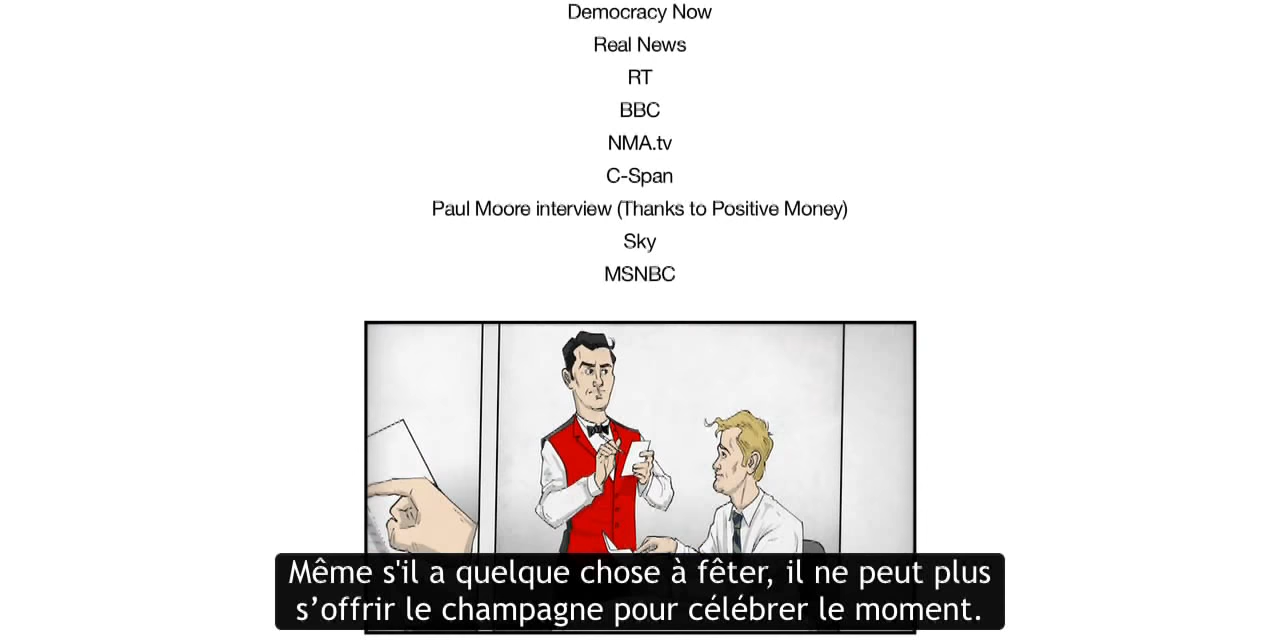 Democracy Now
Real News
RT
BBC
NMA.tv
C-Span
Paul Moore interview (Thanks to Positive Money)
Sky
MSNBC
Même s'il a quelque chose à fêter, il ne peut plus
s’offrir le champagne pour célébrer le moment.